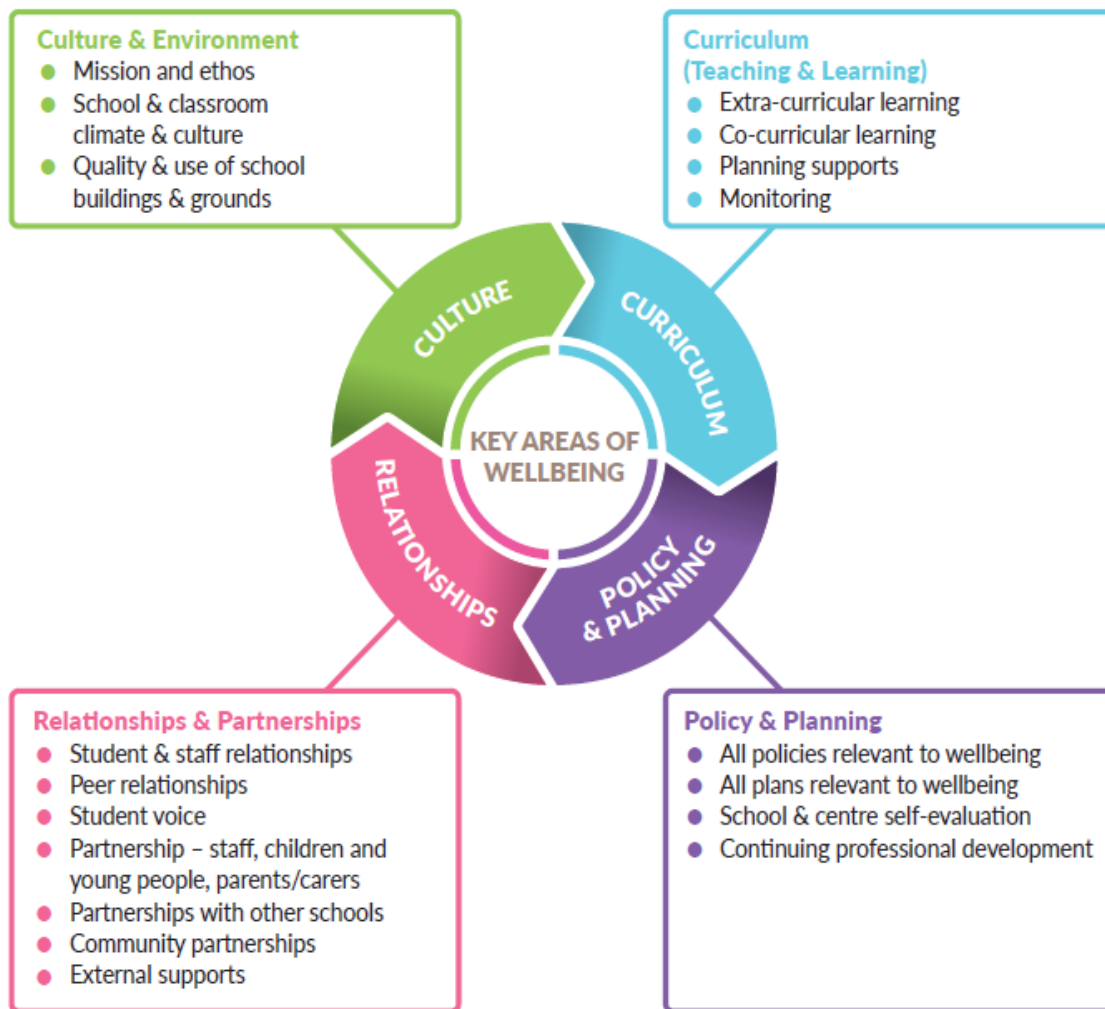 Culture & Environment
● Mission and ethos
● School & classroom
climate & culture
● Quality & use of school
buildings & grounds
Curriculum
(Teaching & Learning)
● Extra-curricular learning
● Co-curricular learning
● Planning supports
● Monitoring
CULTURE
CURRICULUM
KEY AREAS OF
WELLBEING
RELATIONSHIPS
POLICY
& PLANNING
Relationships & Partnerships
● Student & staff relationships
● Peer relationships
● Student voice
● Partnership – staff, children and
young people, parents/carers
● Partnerships with other schools
● Community partnerships
● External supports
Policy & Planning
● All policies relevant to wellbeing
● All plans relevant to wellbeing
● School & centre self-evaluation
● Continuing professional development